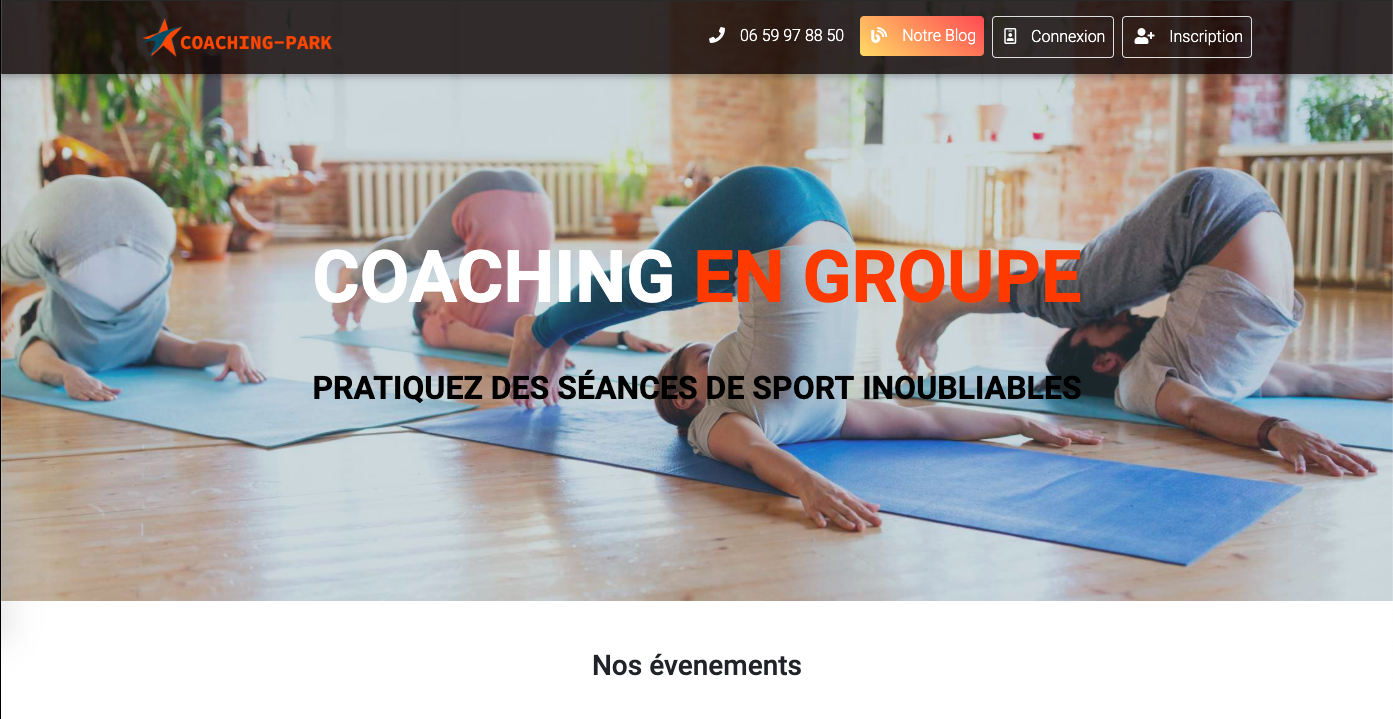 COACHING-PARK
06 59 97 88 50
Notre Blog
Connexion
Inscription
COACHING EN GROUPE
PRATIQUEZ DES SÉANCES DE SPORT INOUBLIABLES
Nos évenements